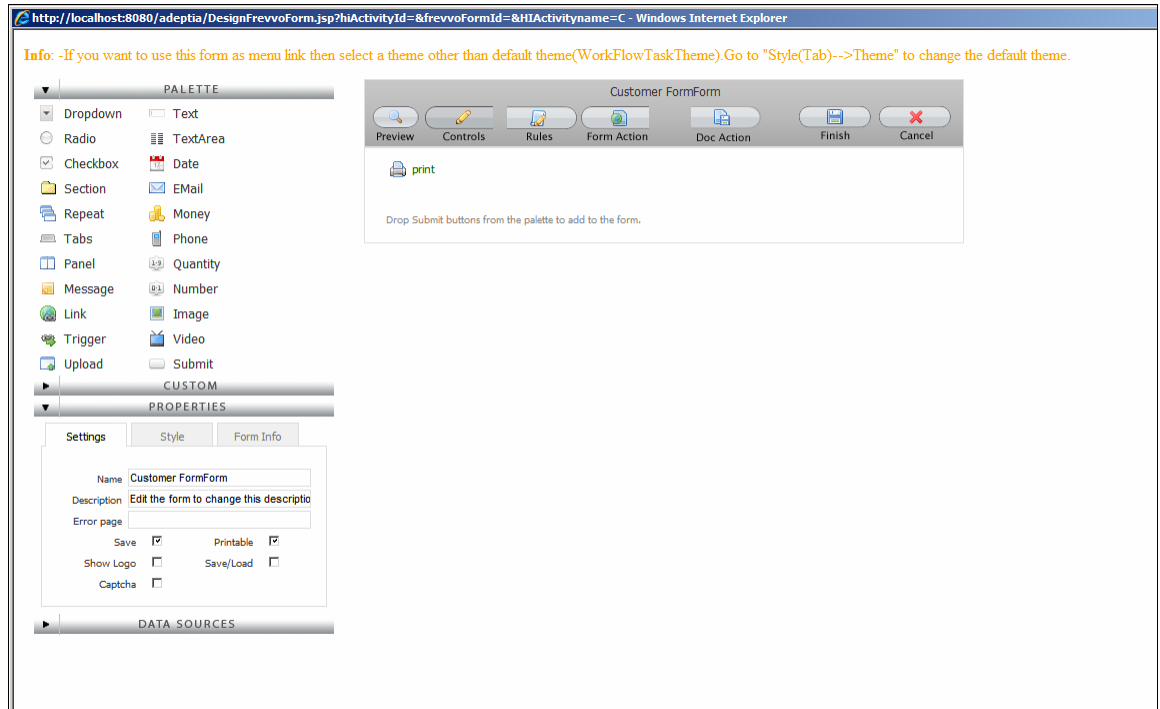 http://localhost:8080/adeptia/DesignFrevvoForm.jsp?hiActivityId=&frevvoFormId=&HIActivityname=C - Windows Internet Explorer
Info: -If you want to use this form as menu link then select a theme other than default theme(WorkFlowTaskTheme).Go to "Style(Tab)-->Theme" to change the default theme.
PALETTE
Dropdown Text
Radio TextArea
Checkbox Date
Section EMail
Repeat Money
Tabs Phone
Panel Quantity
Message Number
Link Image
Trigger Video
Upload Submit
CUSTOM
PROPERTIES
Settings Style Form Info
Name Customer FormForm
Description Edit the form to change this descriptio
Error page
Save Printable
Show Logo Save/Load
Captcha
DATA SOURCES
Customer FormForm
Preview Controls Rules Form Action Doc Action Finish Cancel
print
Drop Submit buttons from the palette to add to the form.